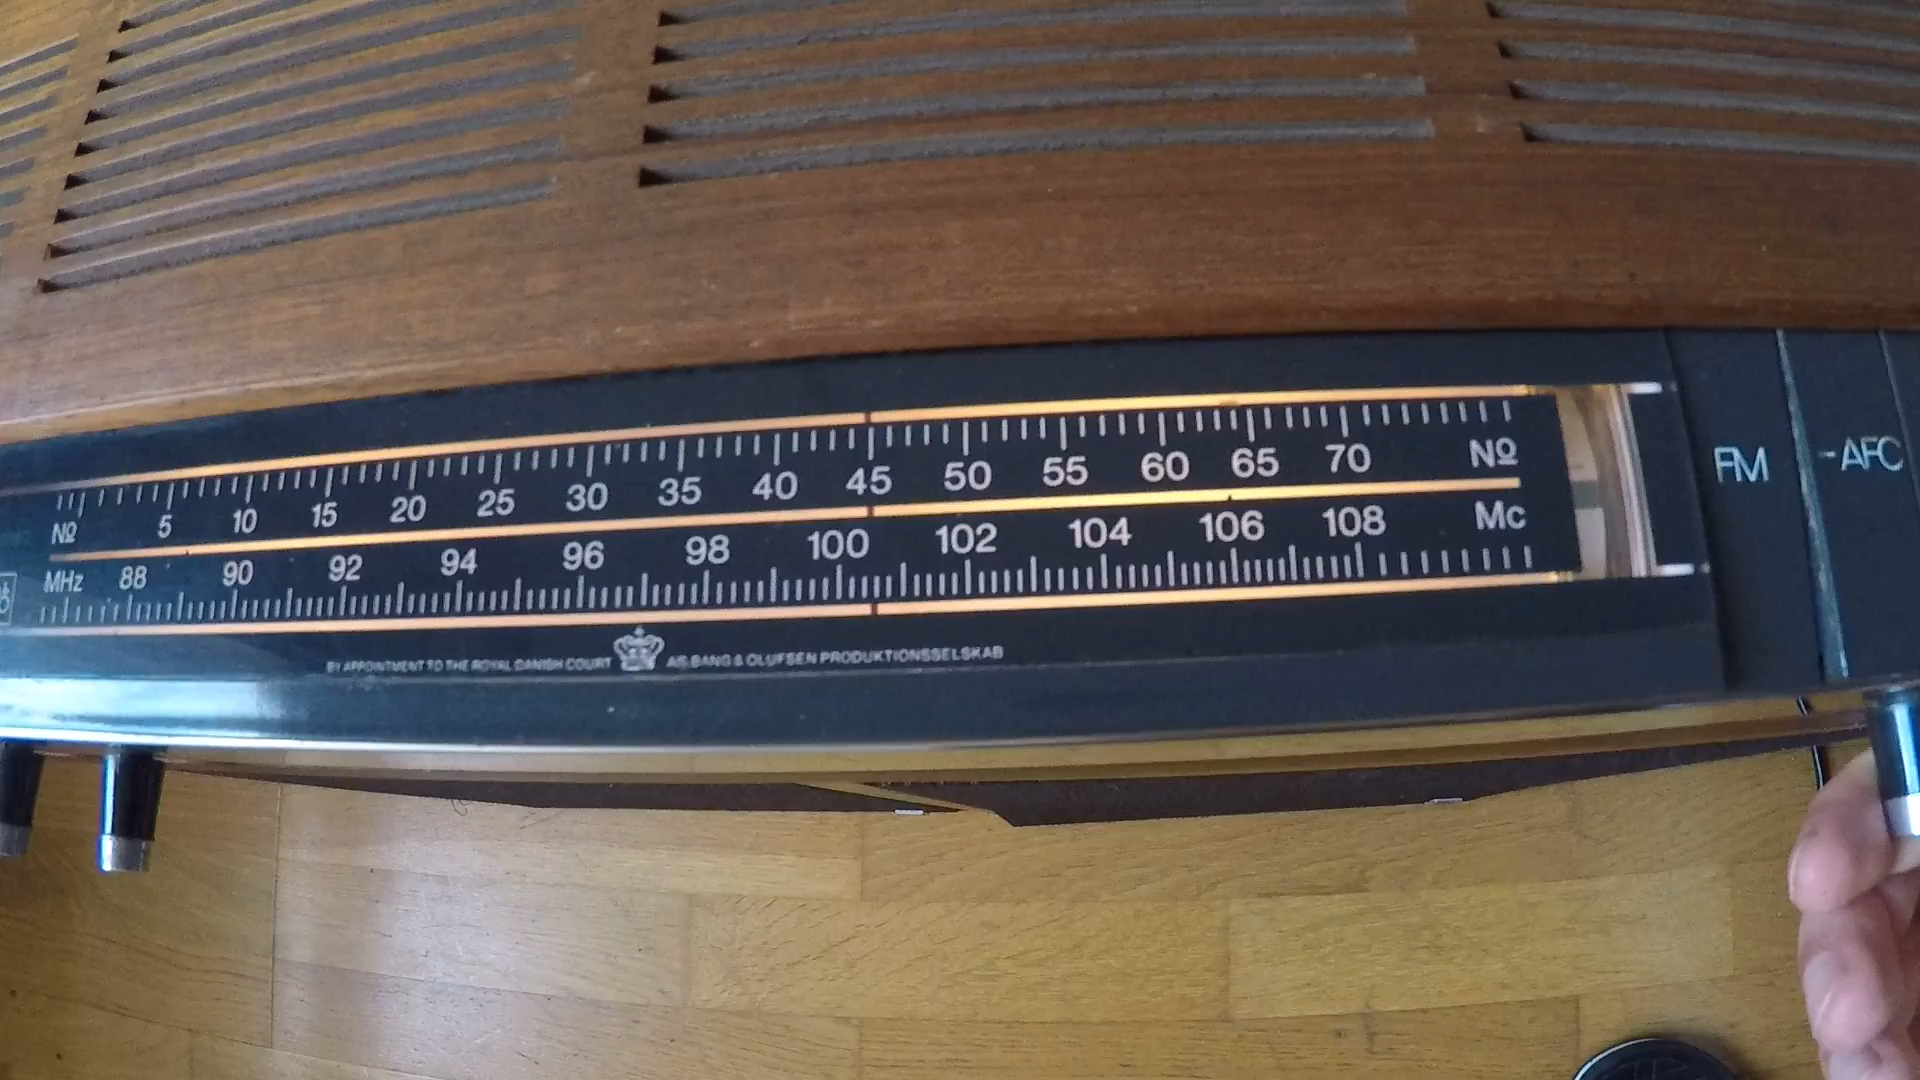 5 10 15 20 25 30 35 40 45 50 55 60 65 70 Nº
Nº
MHz 88 90 92 94 96 98 100 102 104 106 108 Mc
BY APPOINTMENT TO THE ROYAL DANISH COURT A/S BANG & OLUFSEN PRODUKTIONSSELSKAB
FM
-AFC